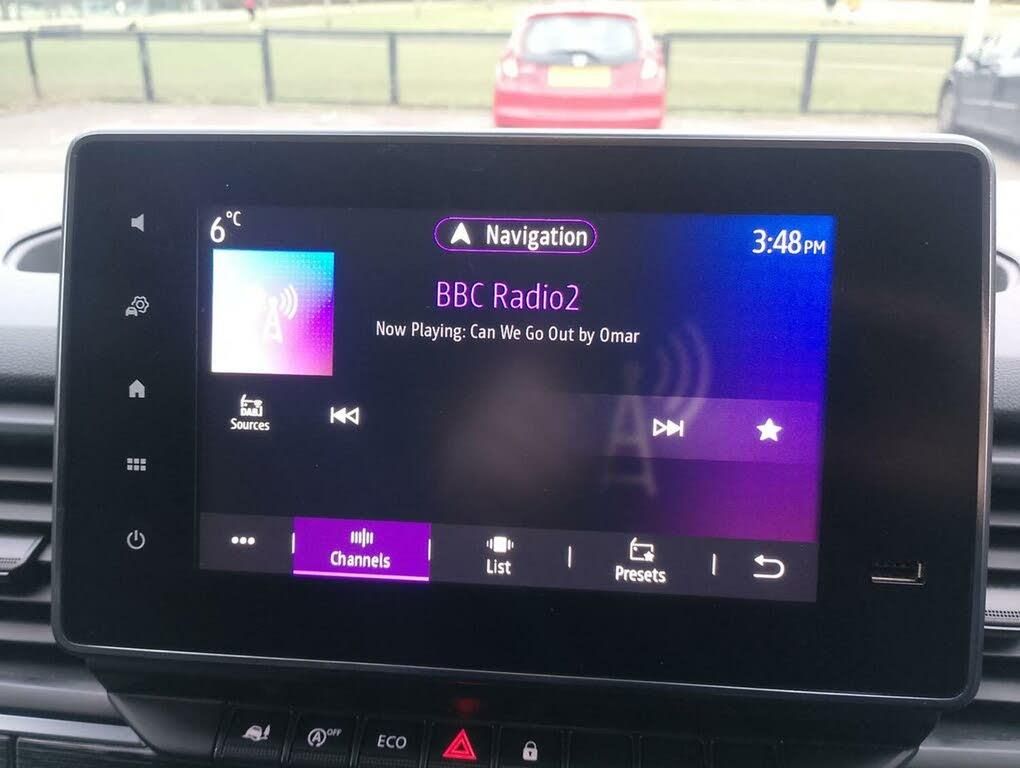 6°C
Navigation
3:48PM
BBC Radio2
Now Playing: Can We Go Out by Omar
DAB
Sources
Channels
List
Presets
OFF
ECO